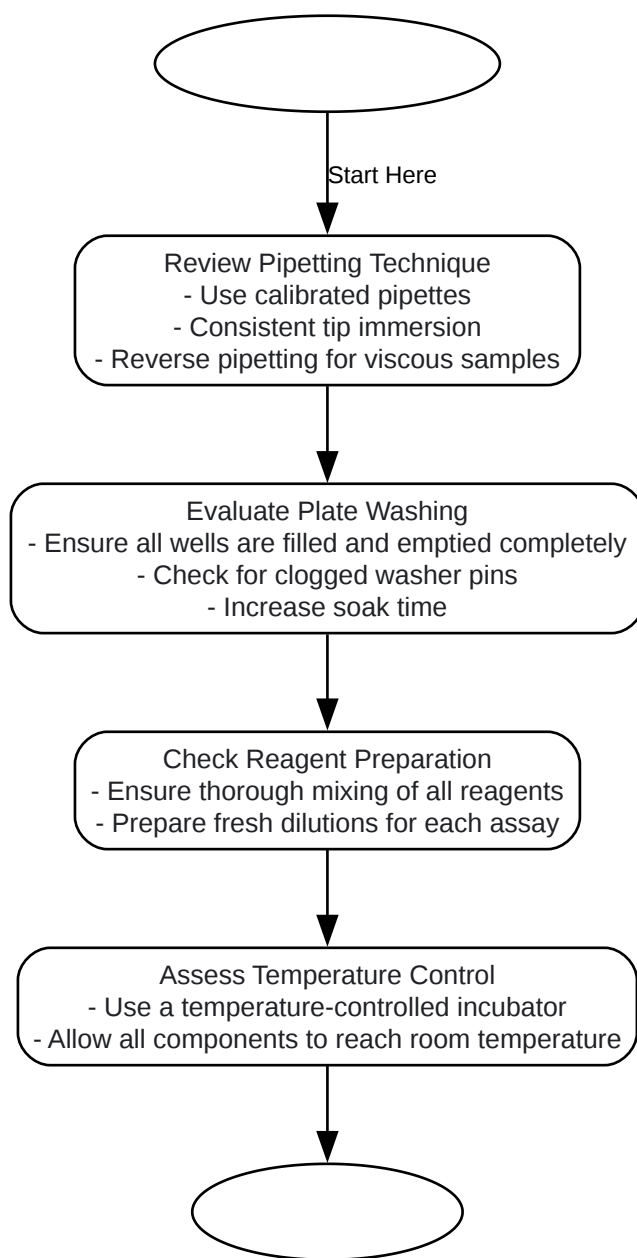 Start Here
Review Pipetting Technique
- Use calibrated pipettes
- Consistent tip immersion
- Reverse pipetting for viscous samples
Evaluate Plate Washing
- Ensure all wells are filled and emptied completely
- Check for clogged washer pins
- Increase soak time
Check Reagent Preparation
- Ensure thorough mixing of all reagents
- Prepare fresh dilutions for each assay
Assess Temperature Control
- Use a temperature-controlled incubator
- Allow all components to reach room temperature